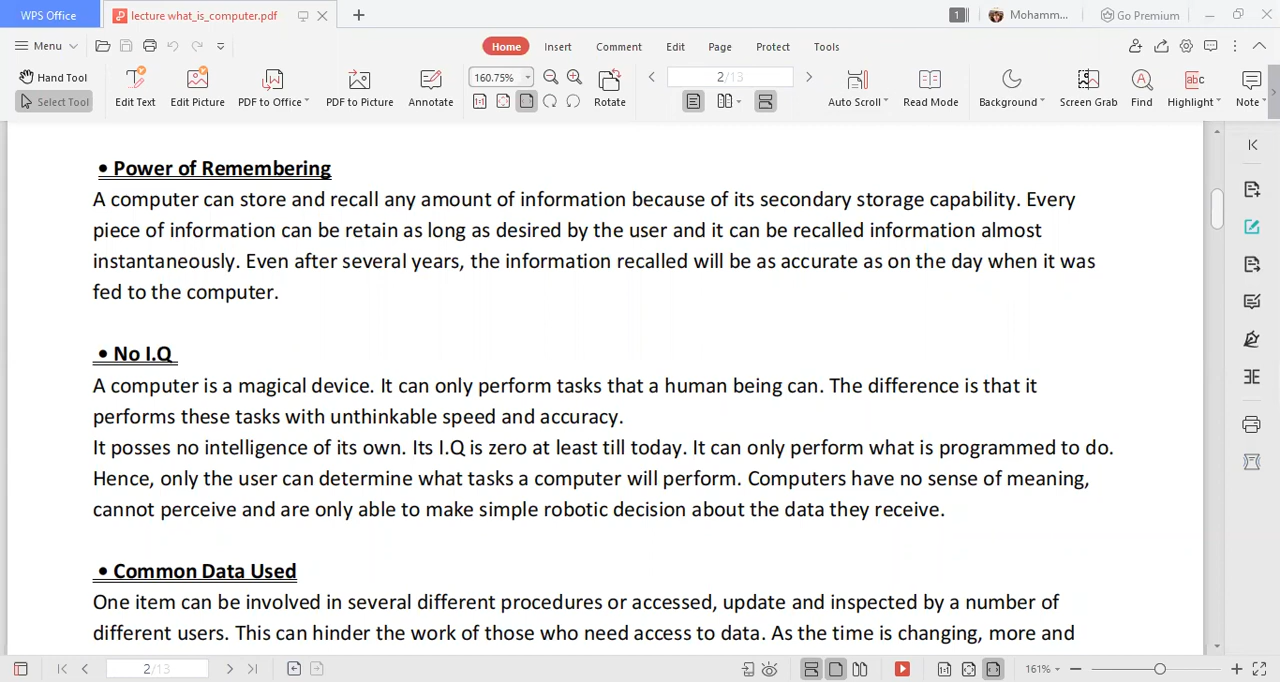 WPS Office
lecture what_is_computer.pdf
1
Mohamm...
Go Premium
Menu
Home
Insert
Comment
Edit
Page
Protect
Tools
Hand Tool
Select Tool
Edit Text
Edit Picture
PDF to Office
PDF to Picture
Annotate
160.75%
Rotate
2/13
Auto Scroll
Read Mode
Background
Screen Grab
Find
Highlight
Note
• Power of Remembering
A computer can store and recall any amount of information because of its secondary storage capability. Every
piece of information can be retain as long as desired by the user and it can be recalled information almost
instantaneously. Even after several years, the information recalled will be as accurate as on the day when it was
fed to the computer.
• No I.Q
A computer is a magical device. It can only perform tasks that a human being can. The difference is that it
performs these tasks with unthinkable speed and accuracy.
It posses no intelligence of its own. Its I.Q is zero at least till today. It can only perform what is programmed to do.
Hence, only the user can determine what tasks a computer will perform. Computers have no sense of meaning,
cannot perceive and are only able to make simple robotic decision about the data they receive.
• Common Data Used
One item can be involved in several different procedures or accessed, update and inspected by a number of
different users. This can hinder the work of those who need access to data. As the time is changing, more and
2/13
161%